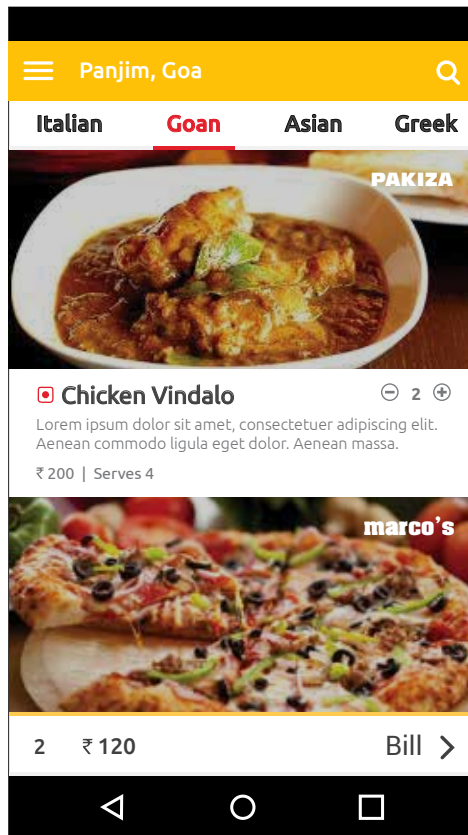 Panjim, Goa
Italian Goan Asian Greek
PAKIZA
Chicken Vindalo 2
Lorem ipsum dolor sit amet, consectetuer adipiscing elit.
Aenean commodo ligula eget dolor. Aenean massa.
₹ 200 | Serves 4
marco's
2 ₹ 120 Bill